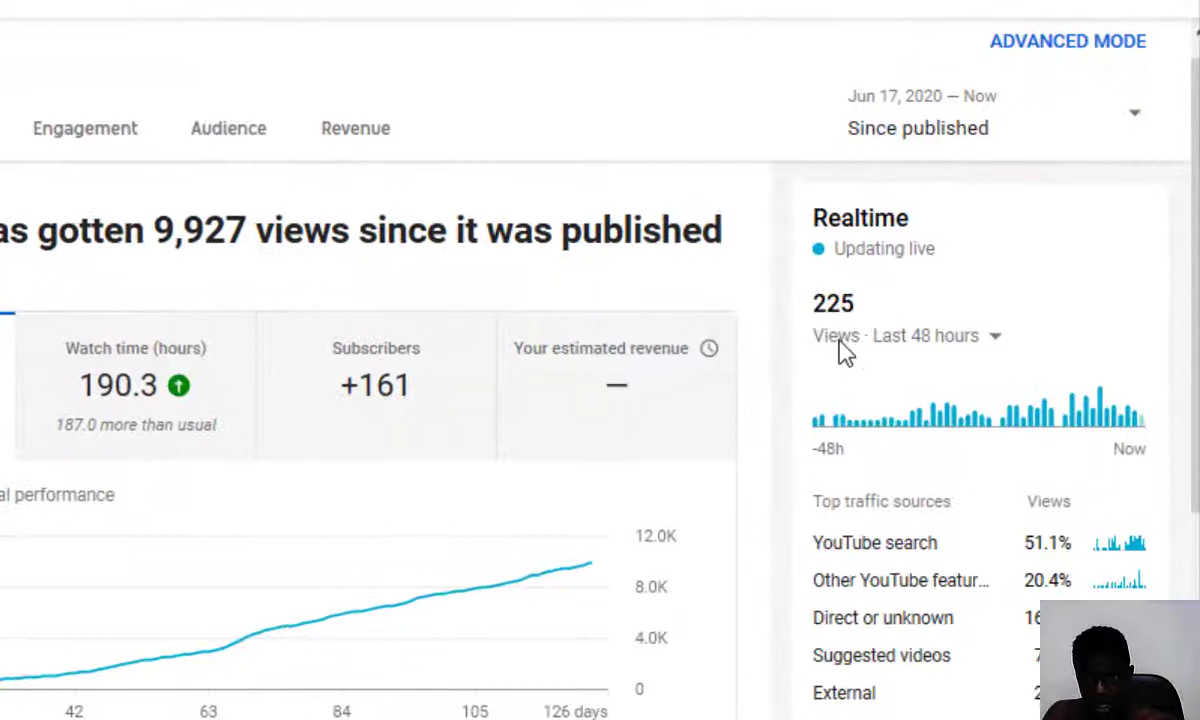 ADVANCED MODE
Jun 17, 2020 – Now
Engagement Audience Revenue
Since published
as gotten 9,927 views since it was published
Watch time (hours)
190.3
187.0 more than usual
Subscribers
+161
Your estimated revenue
—
al performance
12.0K
8.0K
4.0K
0
42 63 84 105 126 days
Realtime
Updating live
225
Views · Last 48 hours
-48h Now
Top traffic sources Views
YouTube search 51.1%
Other YouTube featur... 20.4%
Direct or unknown
Suggested videos
External